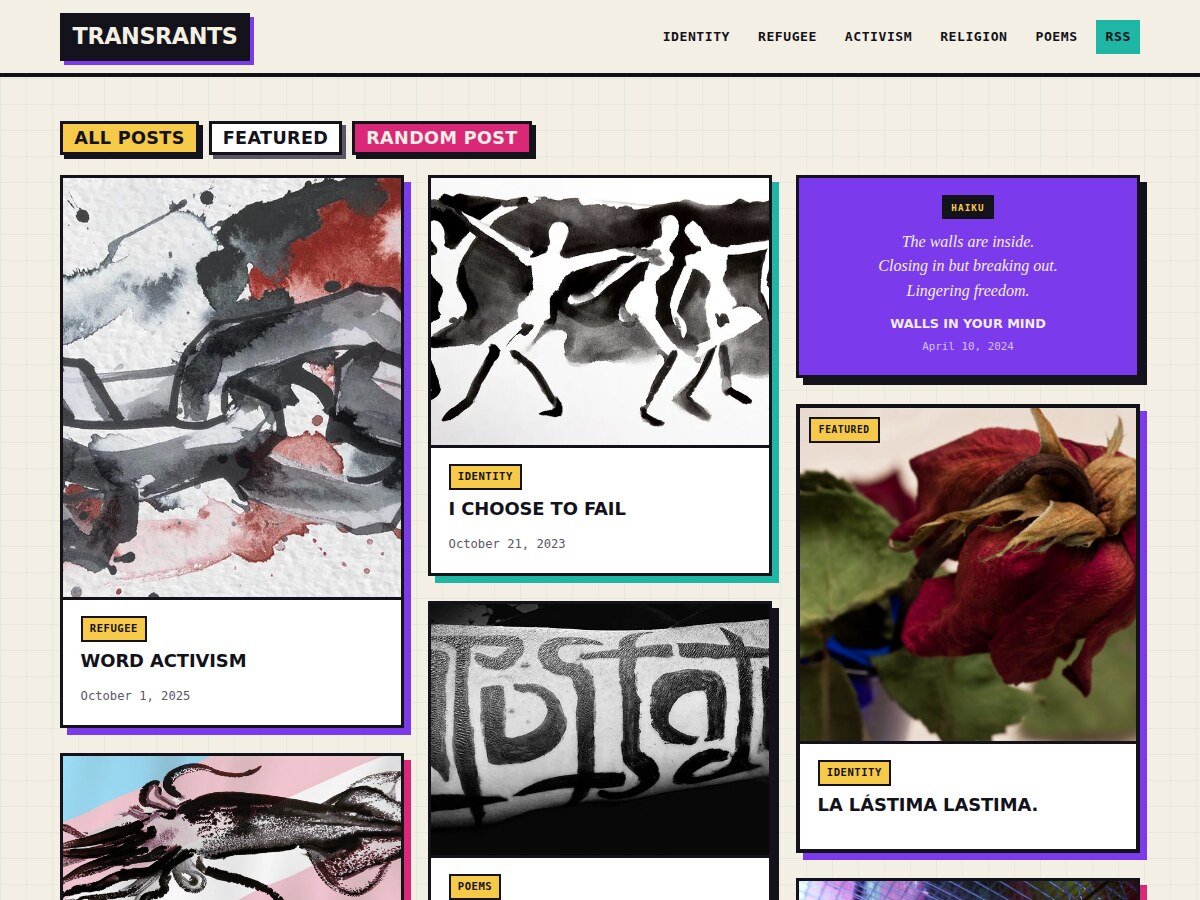 TRANSRANTS
IDENTITY REFUGEE ACTIVISM RELIGION POEMS RSS
ALL POSTS FEATURED RANDOM POST
REFUGEE
WORD ACTIVISM
October 1, 2025
IDENTITY
I CHOOSE TO FAIL
October 21, 2023
POEMS
HAIKU
The walls are inside.
Closing in but breaking out.
Lingering freedom.
WALLS IN YOUR MIND
April 10, 2024
FEATURED
IDENTITY
LA LÁSTIMA LASTIMA.